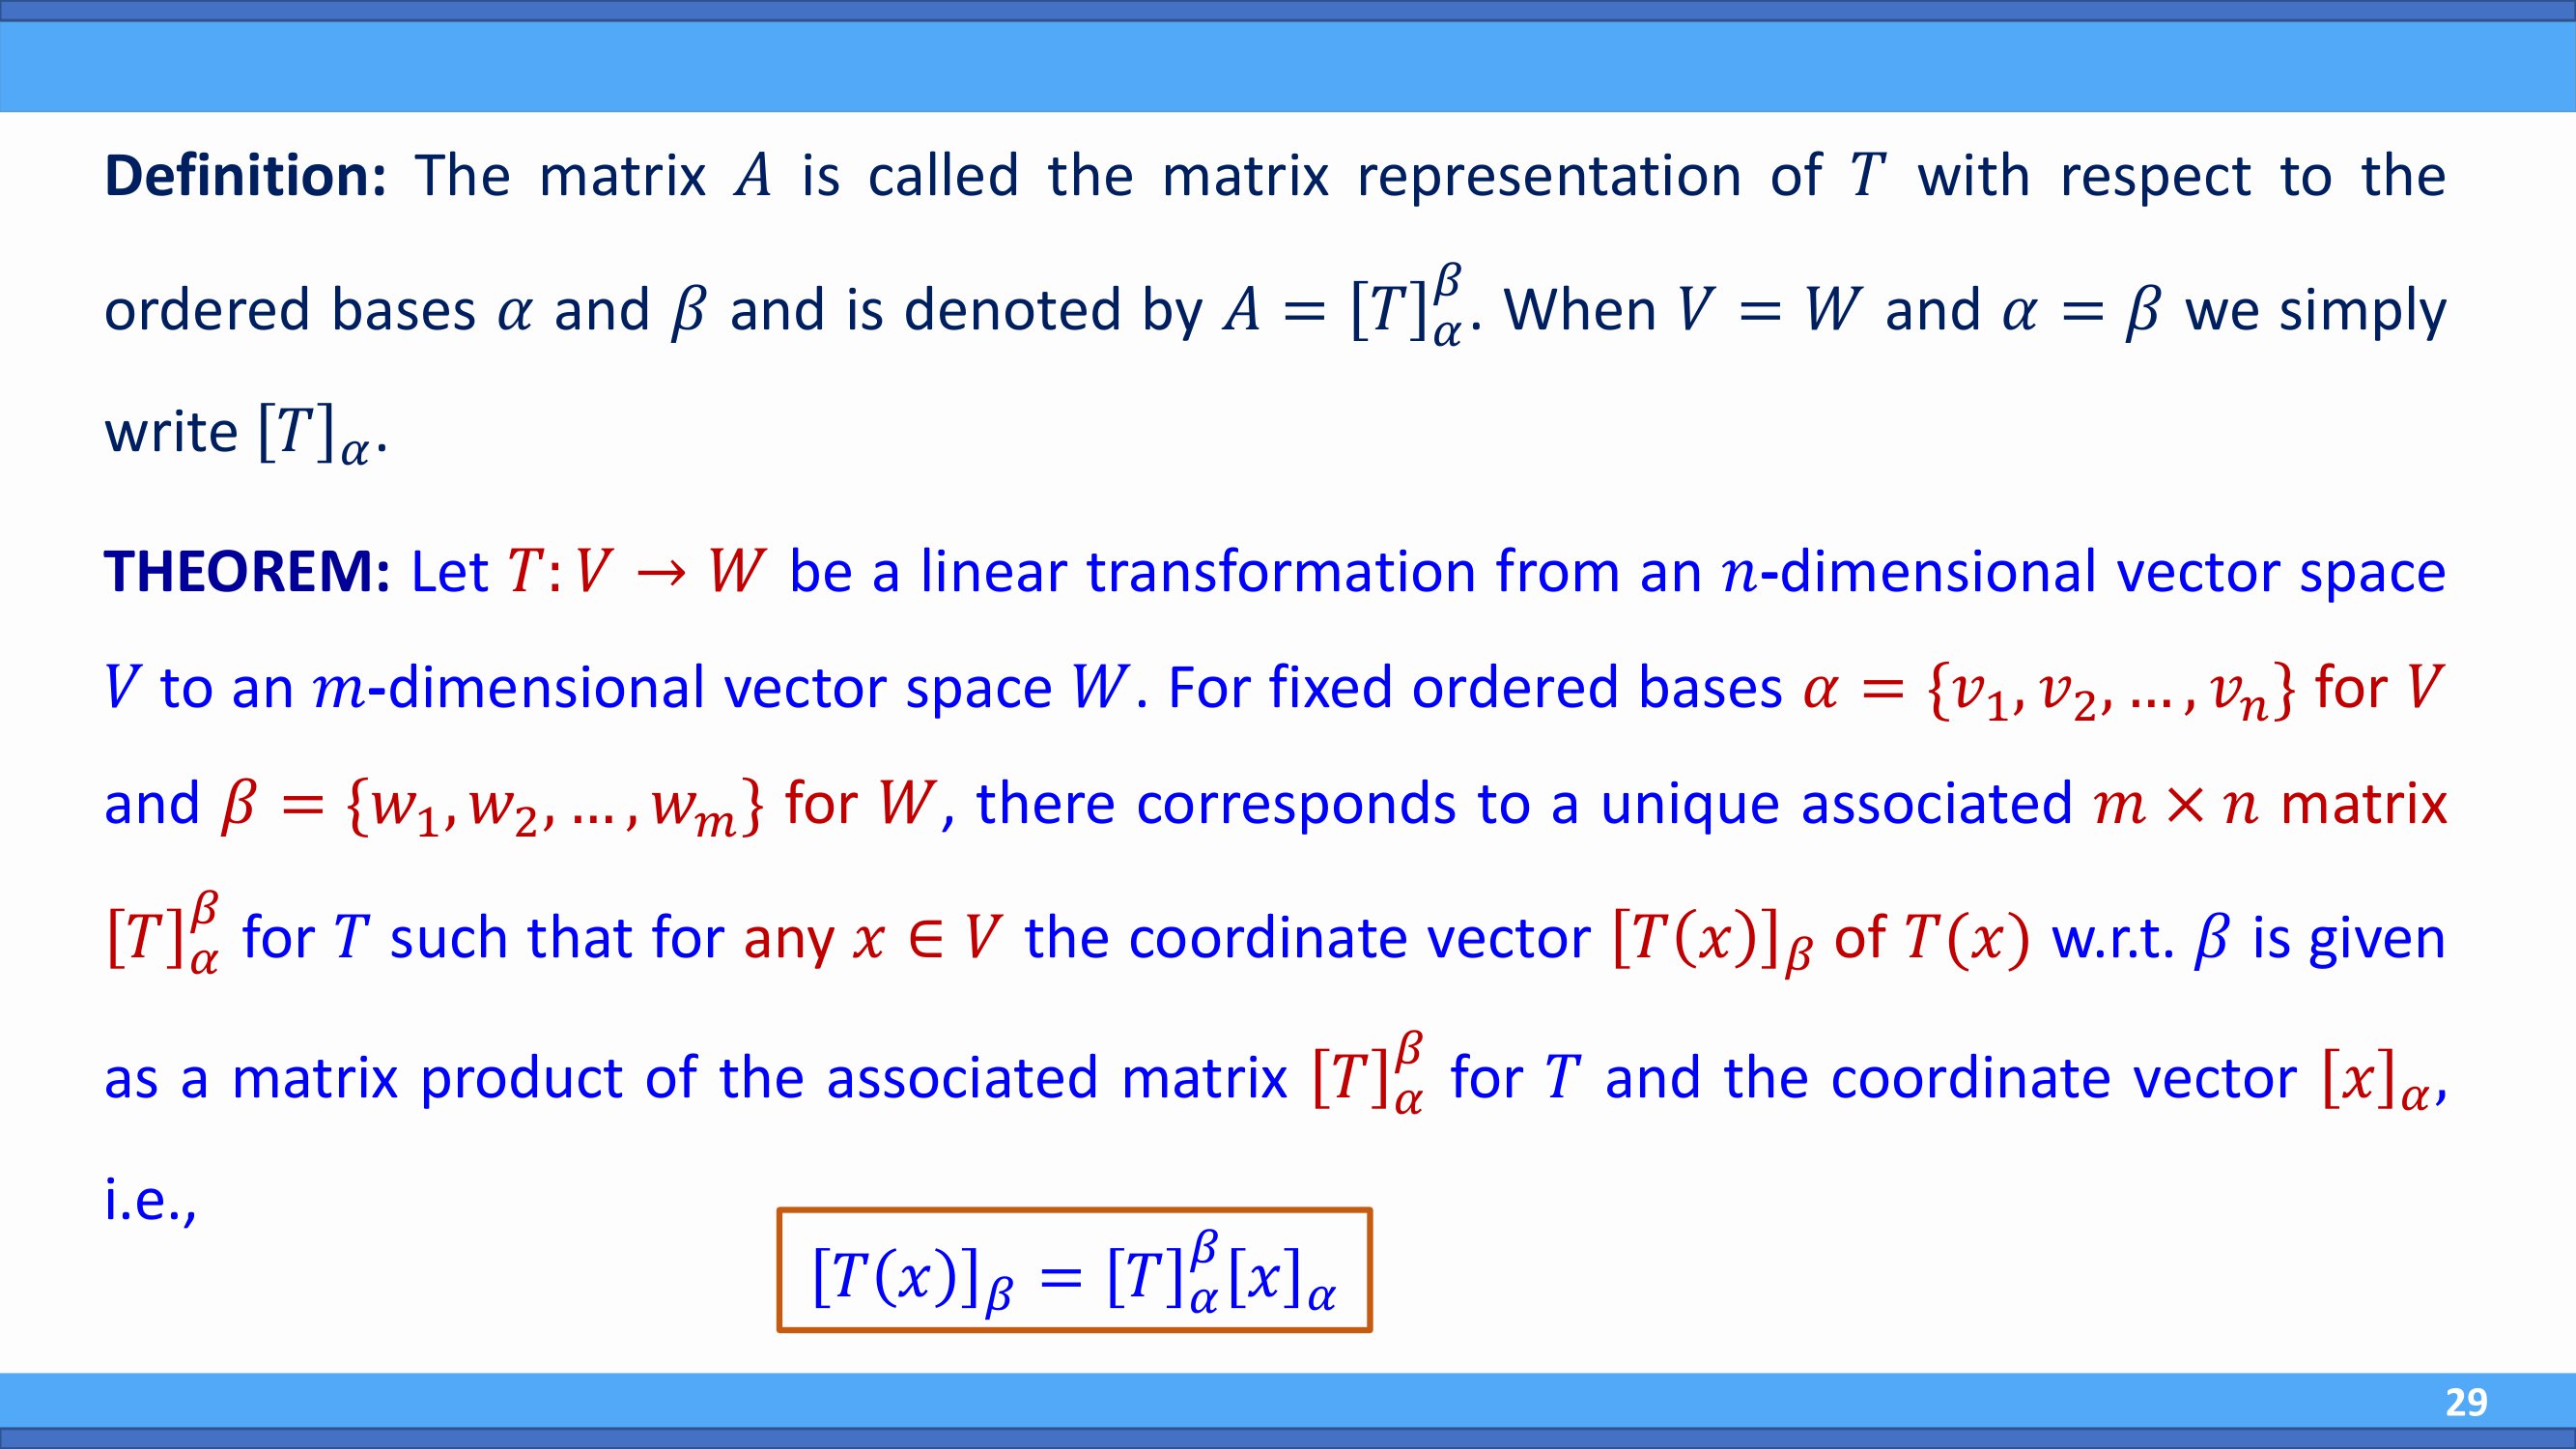 Definition: The matrix $A$ is called the matrix representation of $T$ with respect to the
ordered bases $\alpha$ and $\beta$ and is denoted by $A = [T]_\alpha^\beta$. When $V = W$ and $\alpha = \beta$ we simply
write $[T]_\alpha$.
THEOREM: Let $T: V \to W$ be a linear transformation from an $n$-dimensional vector space
$V$ to an $m$-dimensional vector space $W$. For fixed ordered bases $\alpha = \{v_1, v_2, \ldots, v_n\}$ for $V$
and $\beta = \{w_1, w_2, \ldots, w_m\}$ for $W$, there corresponds to a unique associated $m \times n$ matrix
$[T]_\alpha^\beta$ for $T$ such that for any $x \in V$ the coordinate vector $[T(x)]_\beta$ of $T(x)$ w.r.t. $\beta$ is given
as a matrix product of the associated matrix $[T]_\alpha^\beta$ for $T$ and the coordinate vector $[x]_\alpha$,
i.e.,
$[T(x)]_\beta = [T]_\alpha^\beta [x]_\alpha$
29